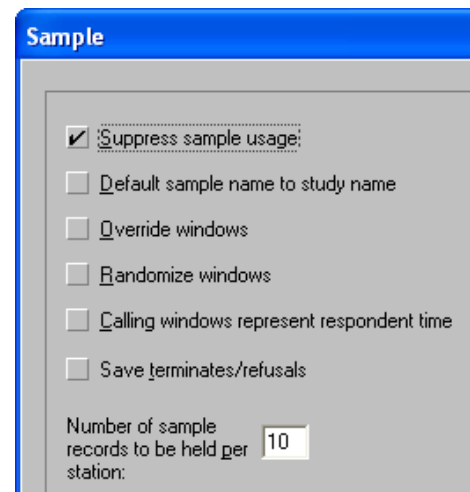 Sample
Suppress sample usage
Default sample name to study name
Override windows
Randomize windows
Calling windows represent respondent time
Save terminates/refusals
Number of sample
records to be held per
station:
10